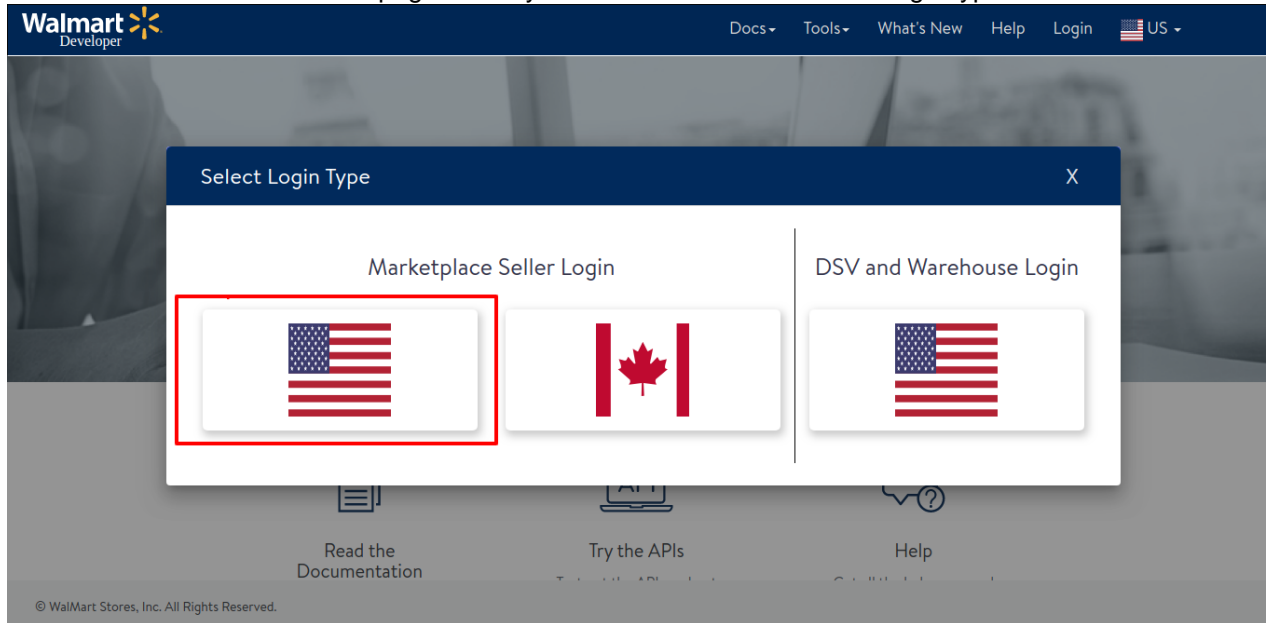 Walmart
Developer
Docs
Tools
What's New
Help
Login
US
Select Login Type
X
Marketplace Seller Login
DSV and Warehouse Login
API
Read the
Documentation
Try the APIs
Help
© WalMart Stores, Inc. All Rights Reserved.